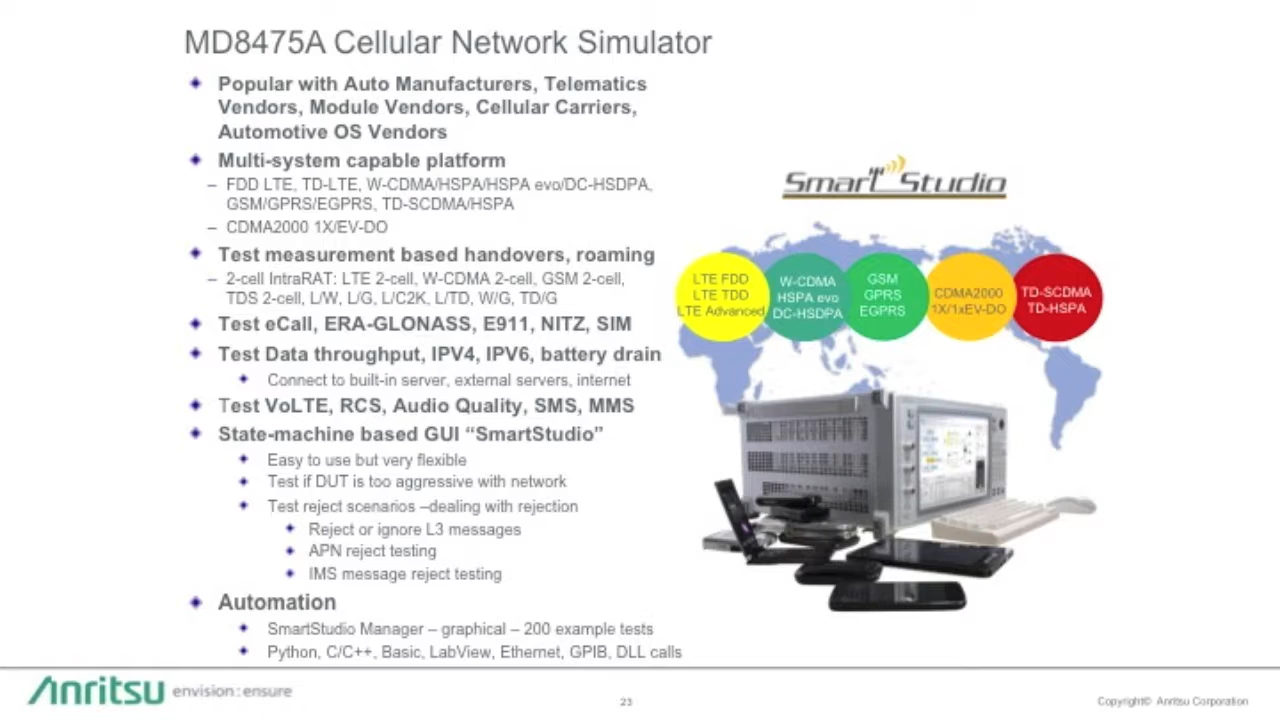 MD8475A Cellular Network Simulator
Popular with Auto Manufacturers, Telematics
Vendors, Module Vendors, Cellular Carriers,
Automotive OS Vendors
Multi-system capable platform
– FDD LTE, TD-LTE, W-CDMA/HSPA/HSPA evo/DC-HSDPA,
GSM/GPRS/EGPRS, TD-SCDMA/HSPA
– CDMA2000 1X/EV-DO
Test measurement based handovers, roaming
– 2-cell IntraRAT: LTE 2-cell, W-CDMA 2-cell, GSM 2-cell,
TDS 2-cell, L/W, L/G, L/C2K, L/TD, W/G, TD/G
Test eCall, ERA-GLONASS, E911, NITZ, SIM
Test Data throughput, IPV4, IPV6, battery drain
Connect to built-in server, external servers, internet
Test VoLTE, RCS, Audio Quality, SMS, MMS
State-machine based GUI “SmartStudio”
Easy to use but very flexible
Test if DUT is too aggressive with network
Test reject scenarios –dealing with rejection
Reject or ignore L3 messages
APN reject testing
IMS message reject testing
Automation
SmartStudio Manager – graphical – 200 example tests
Python, C/C++, Basic, LabView, Ethernet, GPIB, DLL calls
Smart Studio
LTE FDD
LTE TDD
LTE Advanced
W-CDMA
HSPA evo
DC-HSDPA
GSM
GPRS
EGPRS
CDMA2000
1X/1xEV-DO
TD-SCDMA
TD-HSPA
Anritsu envision : ensure
23
Copyright© Anritsu Corporation